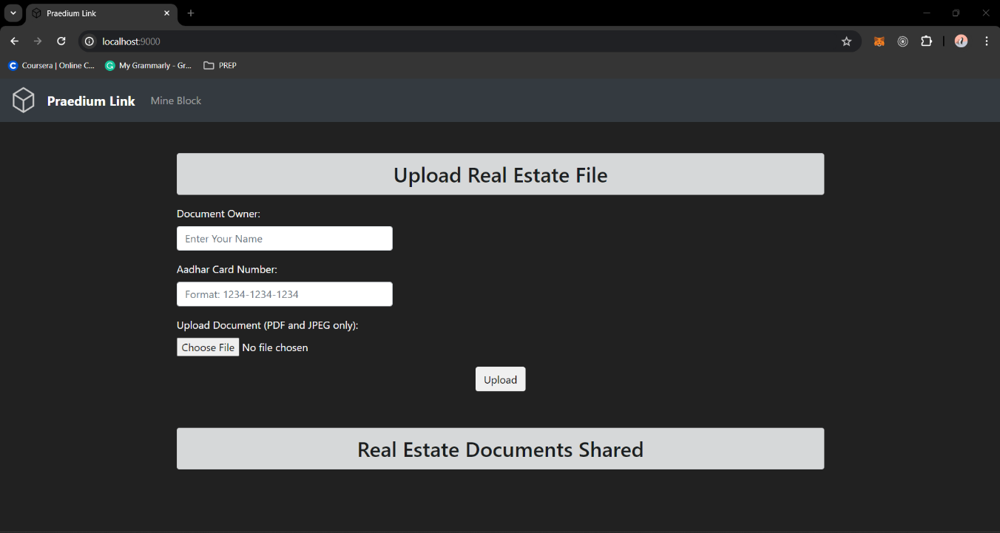 Praedium Link
localhost:9000
Coursera | Online C...
My Grammarly - Gr...
PREP
Praedium Link
Mine Block
Upload Real Estate File
Document Owner:
Enter Your Name
Aadhar Card Number:
Format: 1234-1234-1234
Upload Document (PDF and JPEG only):
Choose File No file chosen
Upload
Real Estate Documents Shared